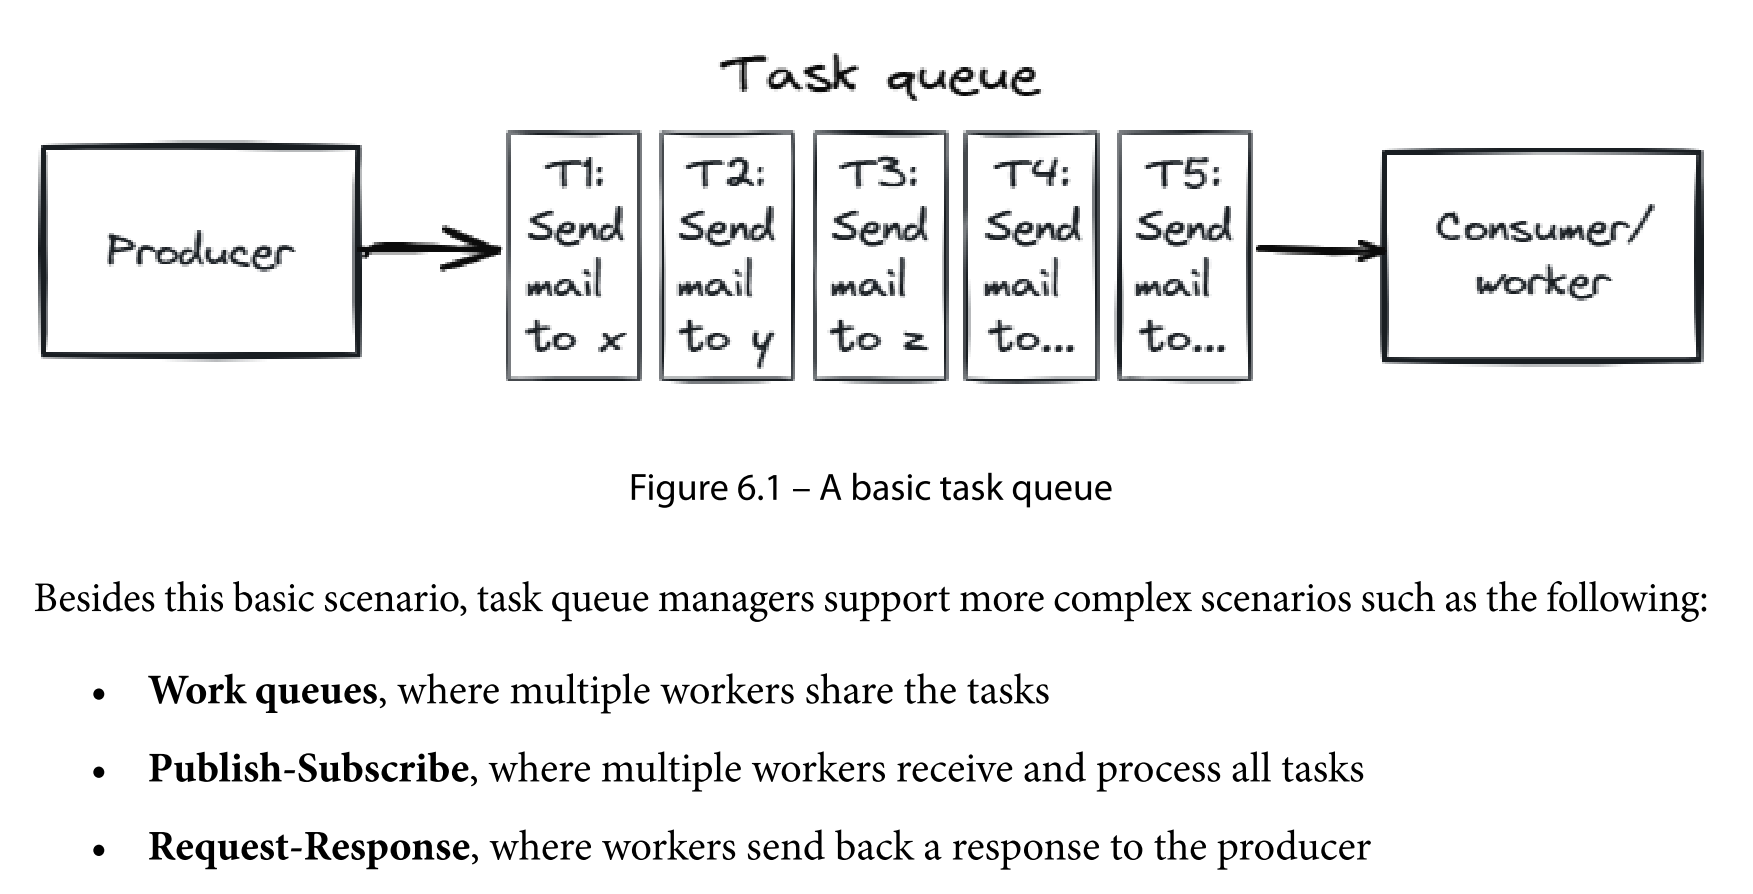 Task queue
Producer
T1:
Send
mail
to x
T2:
Send
mail
to y
T3:
Send
mail
to z
T4:
Send
mail
to...
T5:
Send
mail
to...
Consumer/
worker
Figure 6.1 – A basic task queue
Besides this basic scenario, task queue managers support more complex scenarios such as the following:
• Work queues, where multiple workers share the tasks
• Publish-Subscribe, where multiple workers receive and process all tasks
• Request-Response, where workers send back a response to the producer